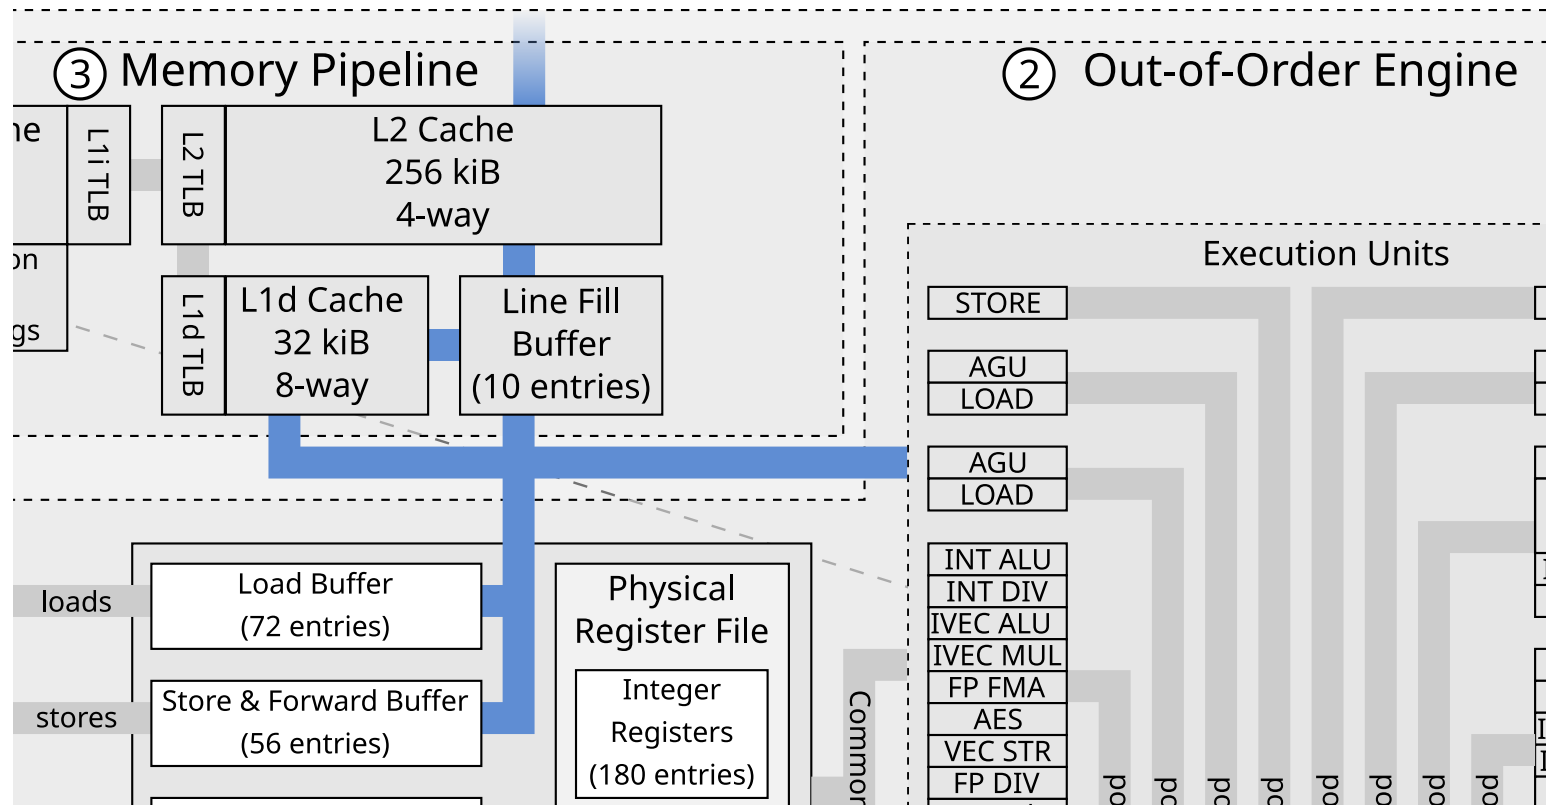 3 Memory Pipeline
2 Out-of-Order Engine
L1i TLB
L2 TLB
L2 Cache
256 kiB
4-way
L1d TLB
L1d Cache
32 kiB
8-way
Line Fill
Buffer
(10 entries)
loads
Load Buffer
(72 entries)
stores
Store & Forward Buffer
(56 entries)
Physical
Register File
Integer
Registers
(180 entries)
Common
Execution Units
STORE
AGU
LOAD
AGU
LOAD
INT ALU
INT DIV
IVEC ALU
IVEC MUL
FP FMA
AES
VEC STR
FP DIV